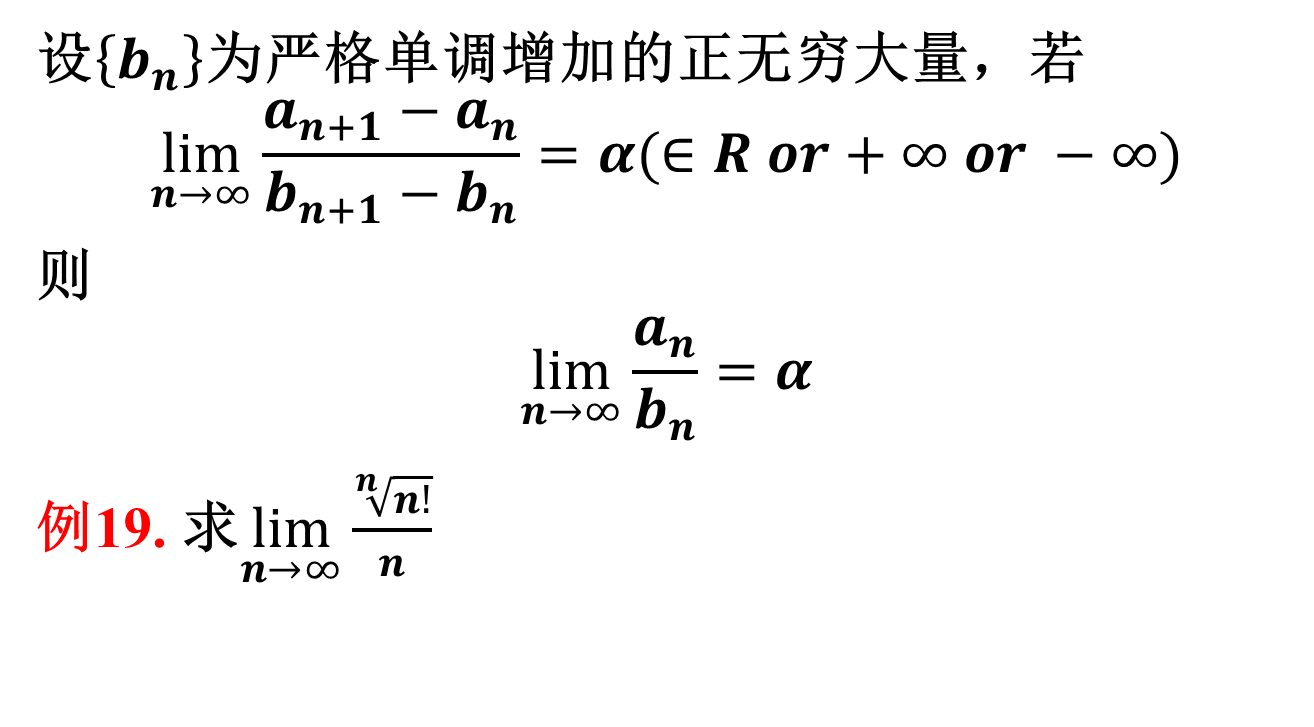 设{bₙ}为严格单调增加的正无穷大量，若
lim_{n→∞} (aₙ₊₁ − aₙ)/(bₙ₊₁ − bₙ) = α(∈ R or + ∞ or − ∞)
则
lim_{n→∞} aₙ/bₙ = α
例19. 求 lim_{n→∞} ⁿ√n!/n